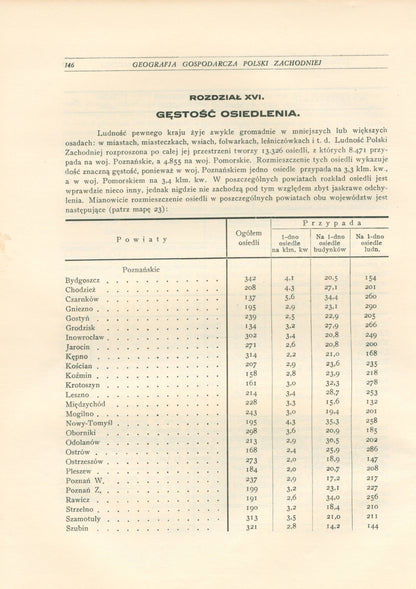 146 GEOGRAFJA GOSPODARCZA POLSKI ZACHODNIEJ
ROZDZIAŁ XVI.
GĘSTOŚĆ OSIEDLENIA.
Ludność pewnego kraju żyje zwykle gromadnie w mniejszych lub większych
osadach: w miastach, miasteczkach, wsiach, folwarkach, leśniczówkach i t. d. Ludność Polski
Zachodniej rozproszona po całej jej przestrzeni tworzy 13.326 osiedli, z których 8.471 przy-
pada na woj. Poznańskie, a 4.855 na woj. Pomorskie. Rozmieszczenie tych osiedli wykazuje
dość znaczną gęstość, ponieważ w woj. Poznańskiem jedno osiedle przypada na 3,3 klm. kw.,
a w woj. Pomorskiem na 3,4 klm. kw. W poszczególnych powiatach rozkład osiedli jest
wprawdzie nieco inny, jednak nigdzie nie zachodzą pod tym względem zbyt jaskrawe odchy-
lenia. Mianowicie rozmieszczenie osiedli w poszczególnych powiatach obu województw jest
następujące (patrz mapę 23):
Powiaty
Ogółem
osiedli
Przypada
1-dno
osiedle
na klm. kw
Na 1-dno
osiedle
budynków
Na 1-dno
osiedle
ludn.
Poznańskie
Bydgoszcz . . . . . . . . . . . . 342 4,1 20,5 154
Chodzież . . . . . . . . . . . . 208 4,3 27,1 201
Czarnków . . . . . . . . . . . . 137 5,6 34,4 260
Gniezno . . . . . . . . . . . . 195 2,9 23,1 290
Gostyń . . . . . . . . . . . . 239 2,5 22,9 205
Grodzisk . . . . . . . . . . . . 134 3,2 27,9 266
Inowrocław . . . . . . . . . . . . 302 3,4 20,8 249
Jarocin . . . . . . . . . . . . 271 2,6 20,8 200
Kępno . . . . . . . . . . . . 314 2,2 21,0 168
Kościan . . . . . . . . . . . . 207 2,9 23,6 235
Koźmin . . . . . . . . . . . . 158 2,8 23,9 218
Krotoszyn . . . . . . . . . . . . 161 3,0 32,3 278
Leszno . . . . . . . . . . . . 214 3,4 28,7 253
Międzychód . . . . . . . . . . . . 228 3,3 15,6 132
Mogilno . . . . . . . . . . . . 243 3,0 19,4 201
Nowy-Tomyśl . . . . . . . . . . . . 195 4,3 35,3 258
Oborniki . . . . . . . . . . . . 298 3,6 20,9 185
Odolanów . . . . . . . . . . . . 213 2,9 30,5 202
Ostrów . . . . . . . . . . . . 168 2,4 25,9 286
Ostrzeszów . . . . . . . . . . . . 273 2,0 18,9 147
Pleszew . . . . . . . . . . . . 184 2,0 20,7 208
Poznań W. . . . . . . . . . . . . 237 2,9 17,2 217
Poznań Z. . . . . . . . . . . . . 199 3,2 23,1 227
Rawicz . . . . . . . . . . . . 191 2,6 34,0 256
Strzelno . . . . . . . . . . . . 190 3,2 18,4 210
Szamotuły . . . . . . . . . . . . 313 3,5 21,0 211
Szubin . . . . . . . . . . . . 321 2,8 14,2 144